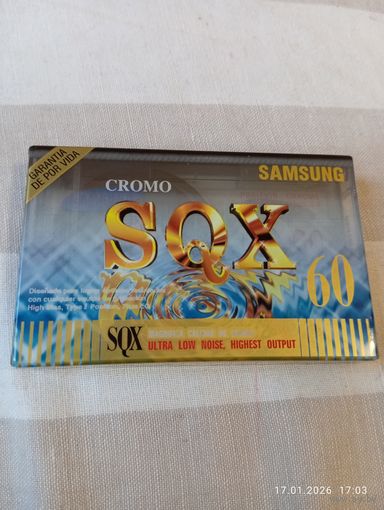 GARANTIA
DE POR VIDA
SAMSUNG
CROMO
SQX
60
Diseñado para
con cualquier
High Bias, Type
SQX
ULTRA LOW NOISE, HIGHEST OUTPUT
17.01.2026 17:03